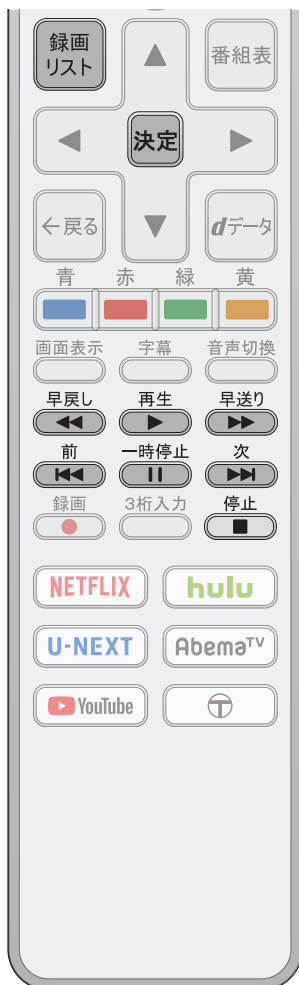 録画
リスト
番組表
決定
←戻る
dデータ
青 赤 緑 黄
画面表示 字幕 音声切換
早戻し 再生 早送り
前 一時停止 次
録画 3桁入力 停止
NETFLIX hulu
U-NEXT AbemaTV
YouTube